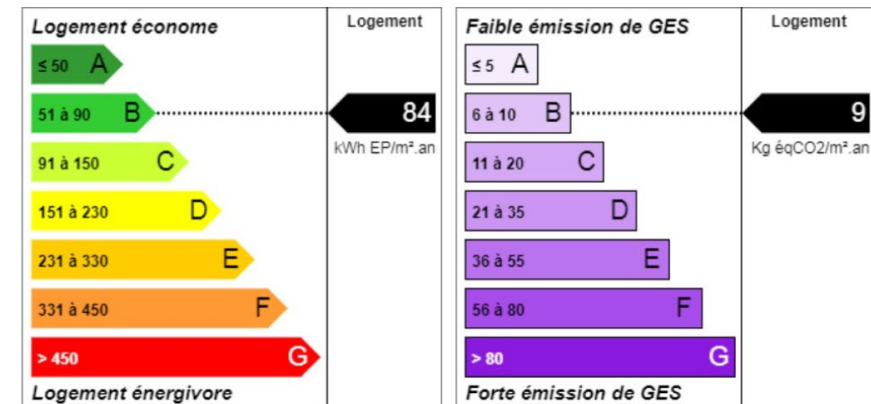 Logement économe
Logement
≤ 50 A
51 à 90 B
84
kWh EP/m².an
91 à 150 C
151 à 230 D
231 à 330 E
331 à 450 F
> 450 G
Logement énergivore
Faible émission de GES
Logement
≤ 5 A
6 à 10 B
9
Kg éqCO2/m².an
11 à 20 C
21 à 35 D
36 à 55 E
56 à 80 F
> 80 G
Forte émission de GES